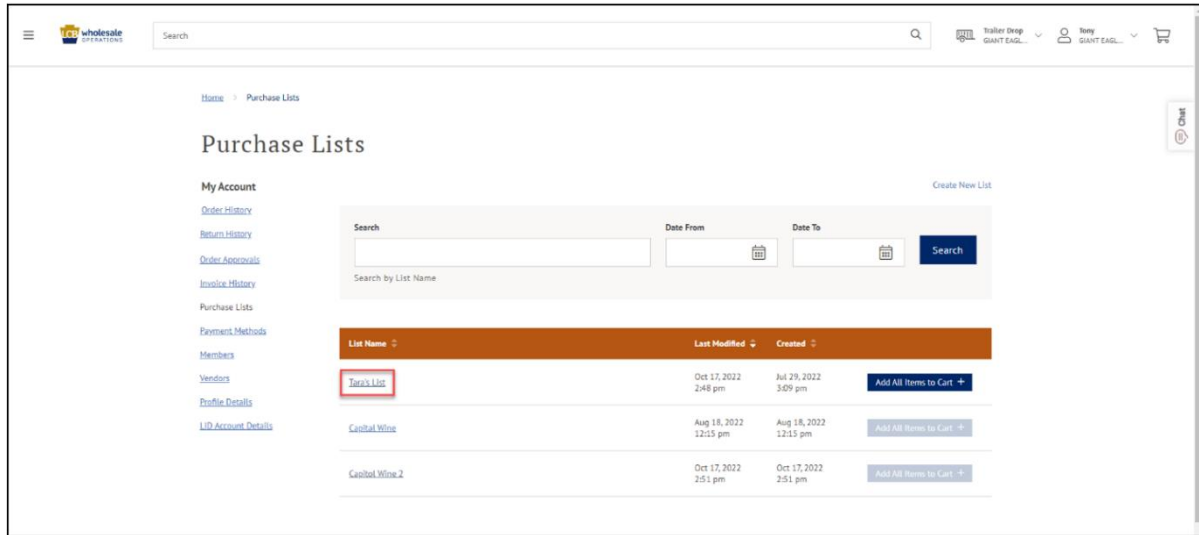 LCB wholesale
OPERATIONS
Search
Trailer Drop
GIANT EAGL...
Tony
GIANT EAGL...
Home > Purchase Lists
Chat
Purchase Lists
My Account
Create New List
Order History
Return History
Order Approvals
Invoice History
Purchase Lists
Payment Methods
Members
Vendors
Profile Details
LID Account Details
Search
Date From
Date To
Search
Search by List Name
List Name
Last Modified
Created
Tara's List
Oct 17, 2022
2:48 pm
Jul 29, 2022
3:09 pm
Add All Items to Cart +
Capital Wine
Aug 18, 2022
12:15 pm
Aug 18, 2022
12:15 pm
Add All Items to Cart +
Capitol Wine 2
Oct 17, 2022
2:51 pm
Oct 17, 2022
2:51 pm
Add All Items to Cart +